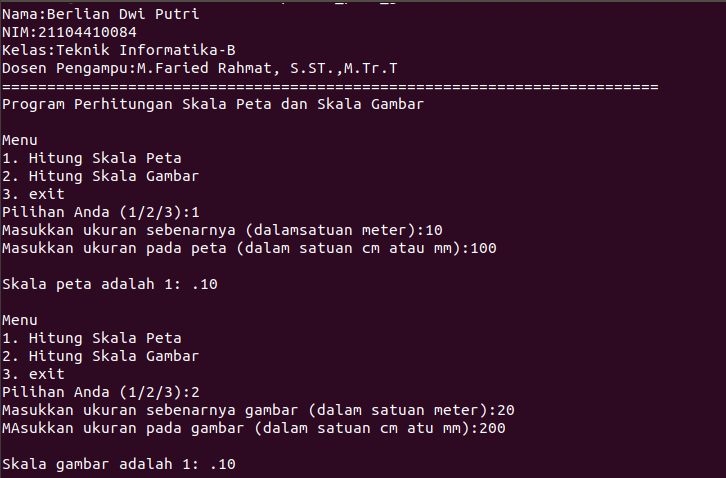 Nama:Berlian Dwi Putri
NIM:21104410084
Kelas:Teknik Informatika-B
Dosen Pengampu:M.Faried Rahmat, S.ST.,M.Tr.T
=========================================================================
Program Perhitungan Skala Peta dan Skala Gambar
Menu
1. Hitung Skala Peta
2. Hitung Skala Gambar
3. exit
Pilihan Anda (1/2/3):1
Masukkan ukuran sebenarnya (dalamsatuan meter):10
Masukkan ukuran pada peta (dalam satuan cm atau mm):100
Skala peta adalah 1: .10
Menu
1. Hitung Skala Peta
2. Hitung Skala Gambar
3. exit
Pilihan Anda (1/2/3):2
Masukkan ukuran sebenarnya gambar (dalam satuan meter):20
MAsukkan ukuran pada gambar (dalam satuan cm atu mm):200
Skala gambar adalah 1: .10